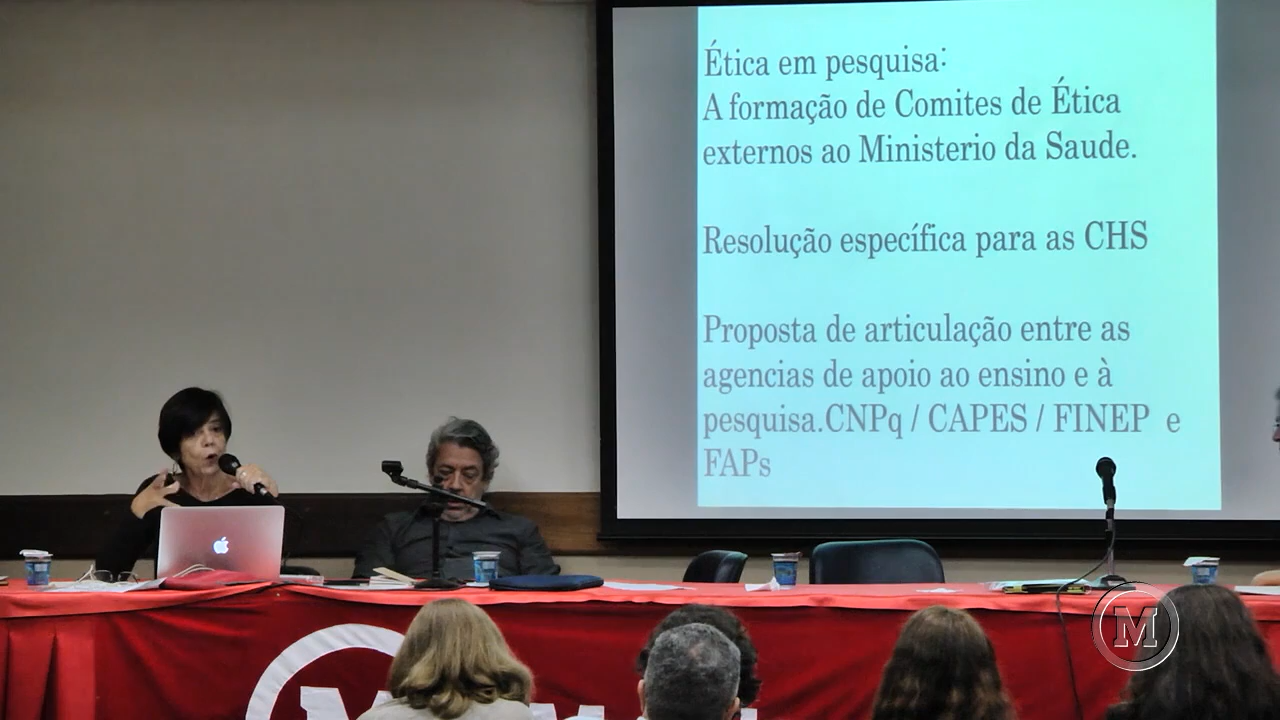 Ética em pesquisa:
A formação de Comites de Ética
externos ao Ministerio da Saude.
Resolução específica para as CHS
Proposta de articulação entre as
agencias de apoio ao ensino e à
pesquisa.CNPq / CAPES / FINEP e
FAPs
M